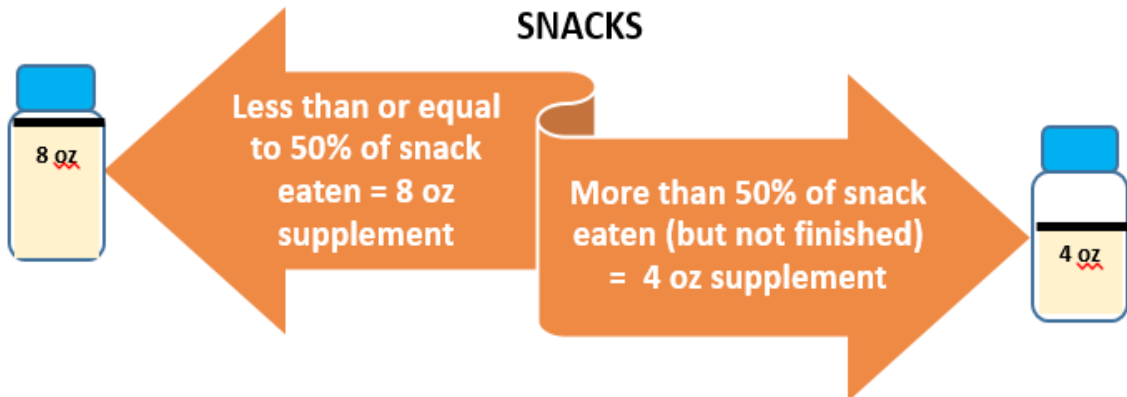 SNACKS
8 oz
Less than or equal
to 50% of snack
eaten = 8 oz
supplement
More than 50% of snack
eaten (but not finished)
= 4 oz supplement
4 oz